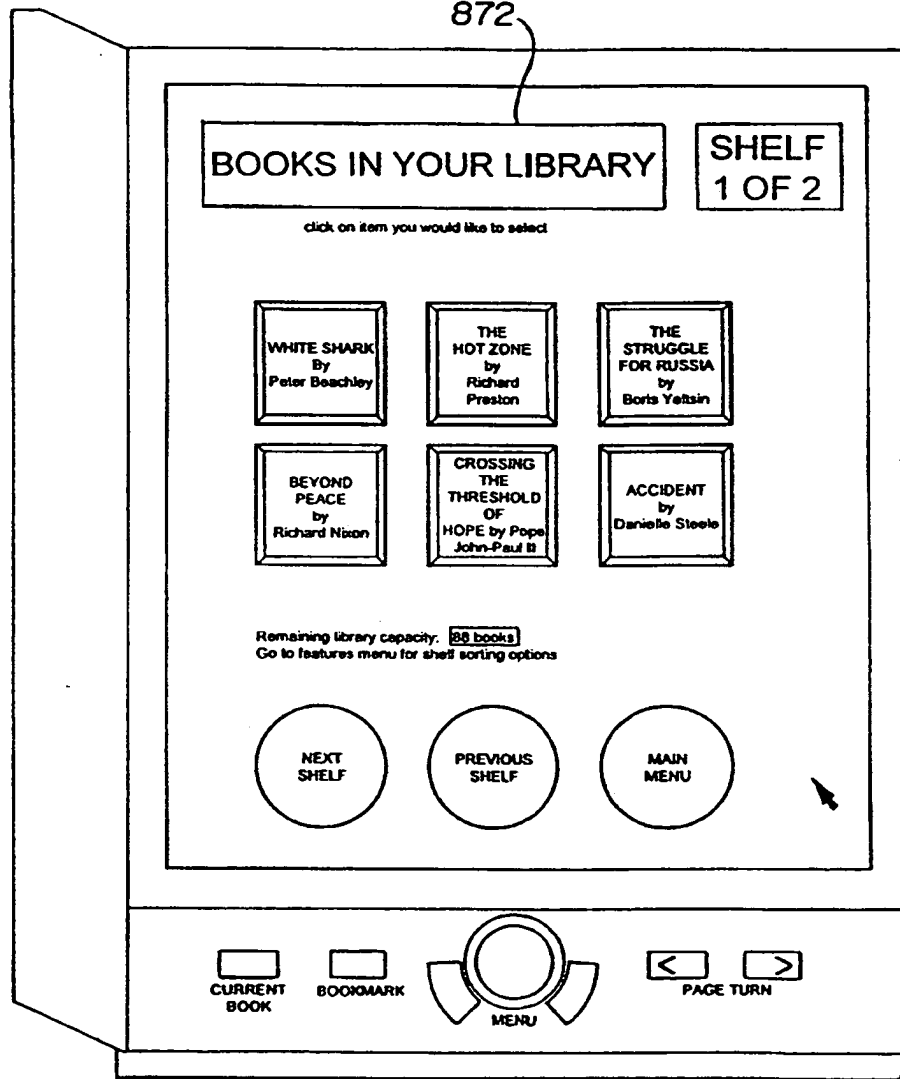 872
BOOKS IN YOUR LIBRARY
SHELF
1 OF 2
click on item you would like to select
WHITE SHARK
By
Peter Beachley
THE
HOT ZONE
by
Richard
Preston
THE
STRUGGLE
FOR RUSSIA
by
Boris Yeltsin
BEYOND
PEACE
by
Richard Nixon
CROSSING
THE
THRESHOLD
OF
HOPE by Pope
John-Paul II
ACCIDENT
by
Danielle Steele
Remaining library capacity: 88 books
Go to features menu for shelf sorting options
NEXT
SHELF
PREVIOUS
SHELF
MAIN
MENU
CURRENT
BOOK
BOOKMARK
MENU
< >
PAGE TURN